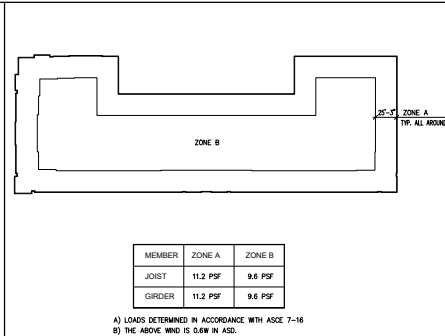 25'-3" ZONE A
TYP. ALL AROUND
ZONE B
MEMBER ZONE A ZONE B
JOIST 11.2 PSF 9.6 PSF
GIRDER 11.2 PSF 9.6 PSF
A) LOADS DETERMINED IN ACCORDANCE WITH ASCE 7-16
B) THE ABOVE WIND IS 0.6W IN ASD.